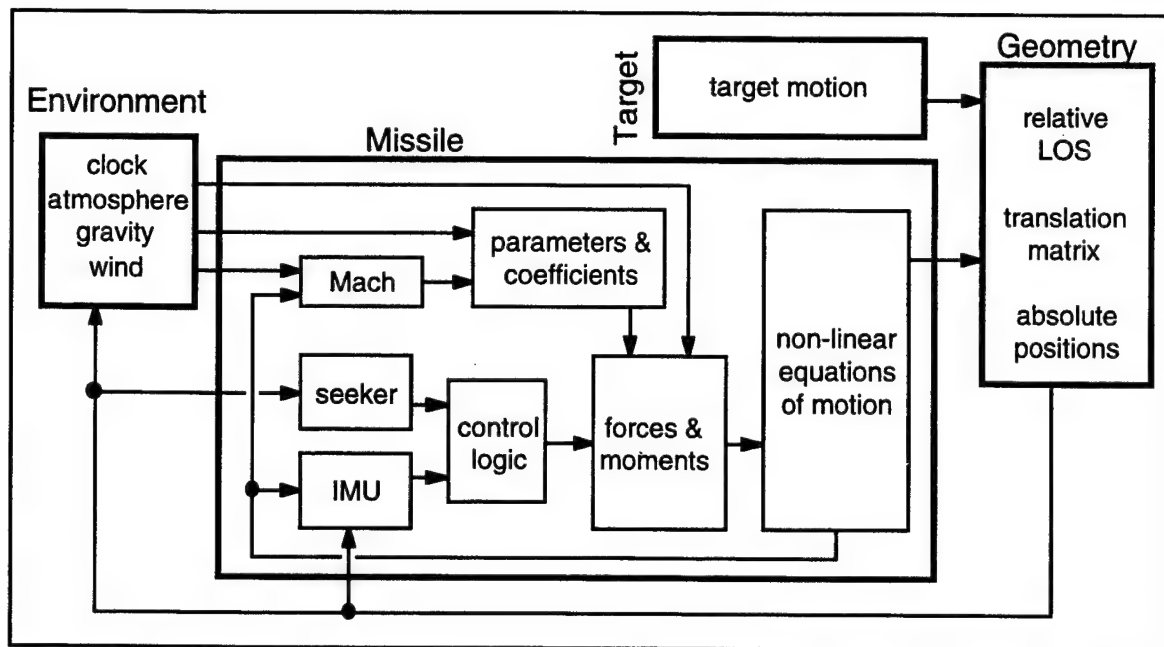 Environment
clock
atmosphere
gravity
wind
Missile
Target
target motion
Geometry
relative
LOS
translation
matrix
absolute
positions
parameters &
coefficients
Mach
seeker
IMU
control
logic
forces &
moments
non-linear
equations
of motion